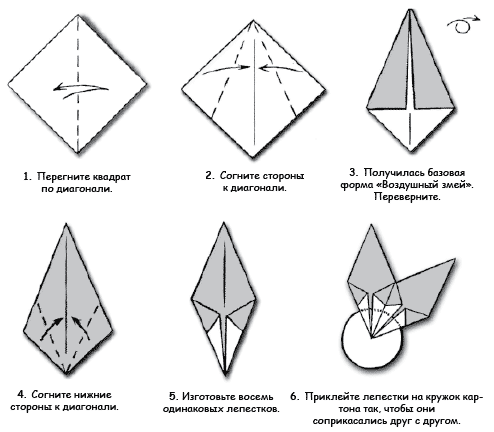 1. Перегните квадрат
по диагонали.
2. Согните стороны
к диагонали.
3. Получилась базовая
форма «Воздушный змей».
Переверните.
4. Согните нижние
стороны к диагонали.
5. Изготовьте восемь
одинаковых лепестков.
6. Приклейте лепестки на кружок кар-
тона так, чтобы они
соприкасались друг с другом.